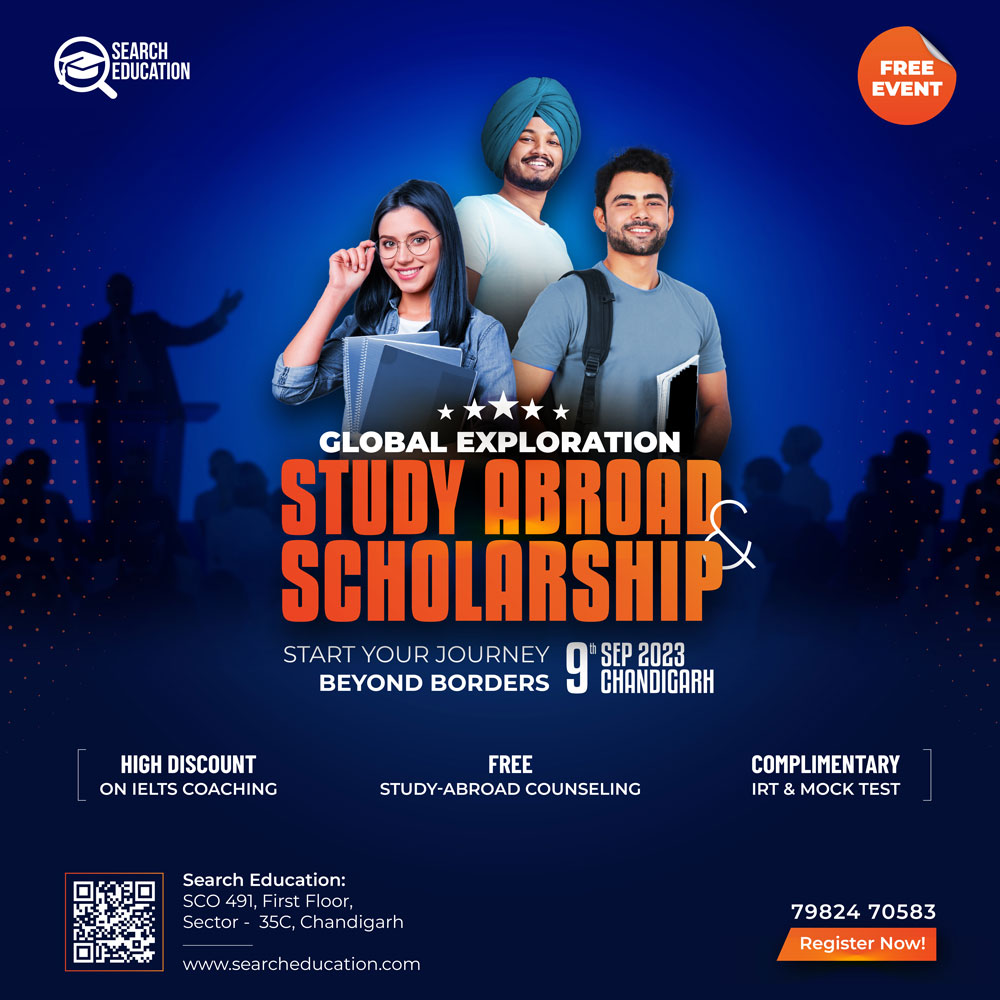 SEARCH
EDUCATION
FREE
EVENT
GLOBAL EXPLORATION
STUDY ABROAD
&
SCHOLARSHIP
START YOUR JOURNEY
BEYOND BORDERS
9th SEP 2023
CHANDIGARH
HIGH DISCOUNT
ON IELTS COACHING
FREE
STUDY-ABROAD COUNSELING
COMPLIMENTARY
IRT & MOCK TEST
Search Education:
SCO 491, First Floor,
Sector - 35C, Chandigarh
www.searcheducation.com
79824 70583
Register Now!